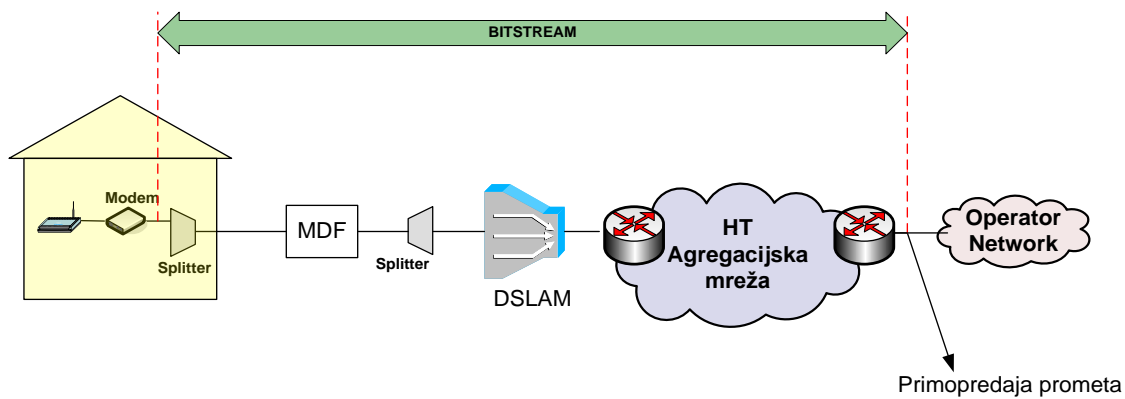 BITSTREAM
Modem
Splitter
MDF
Splitter
DSLAM
HT
Agregacijska
mreža
Operator
Network
Primopredaja prometa